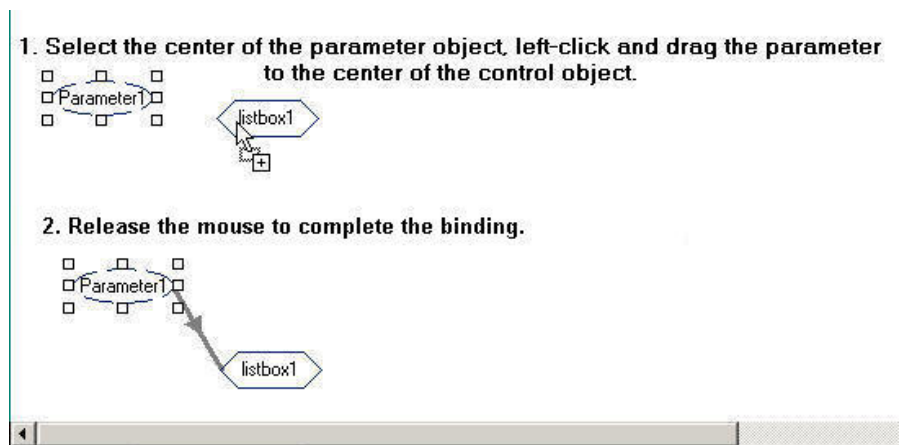 1. Select the center of the parameter object, left-click and drag the parameter
to the center of the control object.
Parameter1
listbox1
2. Release the mouse to complete the binding.
Parameter1
listbox1